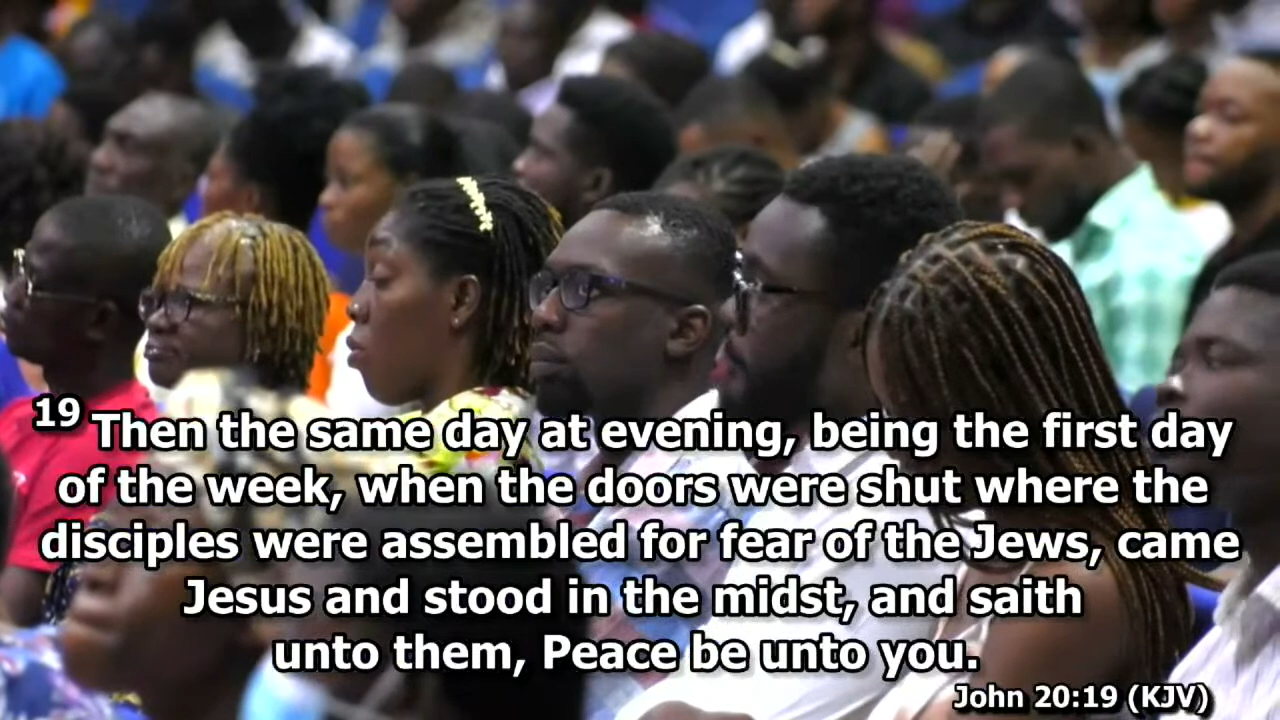 19 Then the same day at evening, being the first day
of the week, when the doors were shut where the
disciples were assembled for fear of the Jews, came
Jesus and stood in the midst, and saith
unto them, Peace be unto you.
John 20:19 (KJV)